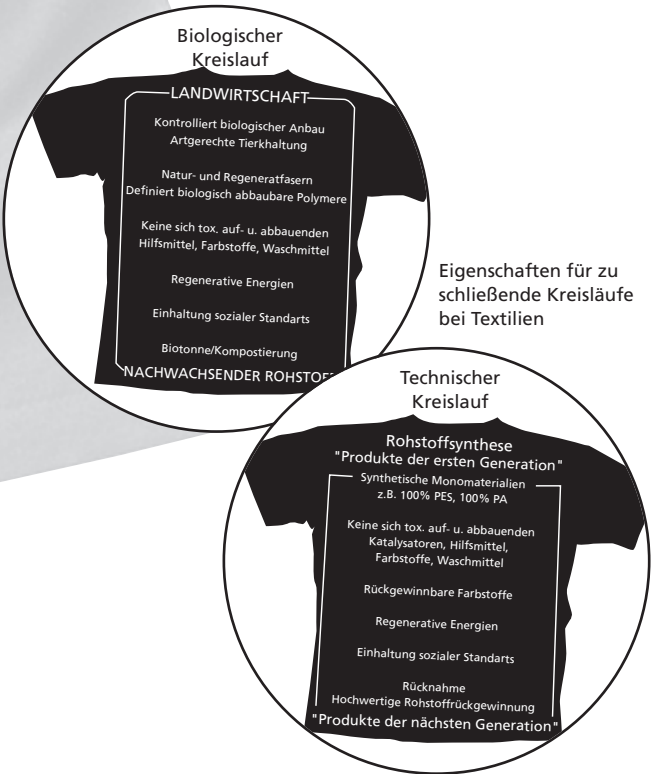 Biologischer
Kreislauf
LANDWIRTSCHAFT
Kontrolliert biologischer Anbau
Artgerechte Tierhaltung
Natur- und Regeneratfasern
Definiert biologisch abbaubare Polymere
Keine sich tox. auf- u. abbauenden
Hilfsmittel, Farbstoffe, Waschmittel
Regenerative Energien
Einhaltung sozialer Standarts
Biotonne/Kompostierung
NACHWACHSENDER ROHSTOFF
Eigenschaften für zu
schließende Kreisläufe
bei Textilien
Technischer
Kreislauf
Rohstoffsynthese
"Produkte der ersten Generation"
Synthetische Monomaterialien
z.B. 100% PES, 100% PA
Keine sich tox. auf- u. abbauenden
Katalysatoren, Hilfsmittel,
Farbstoffe, Waschmittel
Rückgewinnbare Farbstoffe
Regenerative Energien
Einhaltung sozialer Standarts
Rücknahme
Hochwertige Rohstoffrückgewinnung
"Produkte der nächsten Generation"